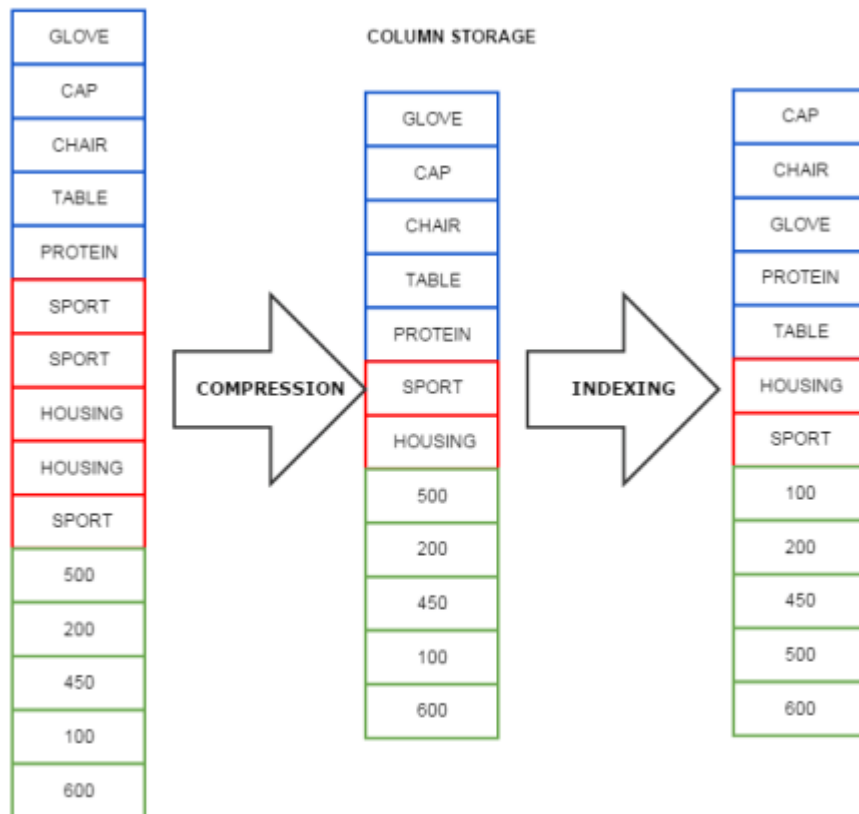 COLUMN STORAGE
GLOVE
CAP
CHAIR
TABLE
PROTEIN
SPORT
SPORT
HOUSING
HOUSING
SPORT
500
200
450
100
600
COMPRESSION
GLOVE
CAP
CHAIR
TABLE
PROTEIN
SPORT
HOUSING
500
200
450
100
600
INDEXING
CAP
CHAIR
GLOVE
PROTEIN
TABLE
HOUSING
SPORT
100
200
450
500
600